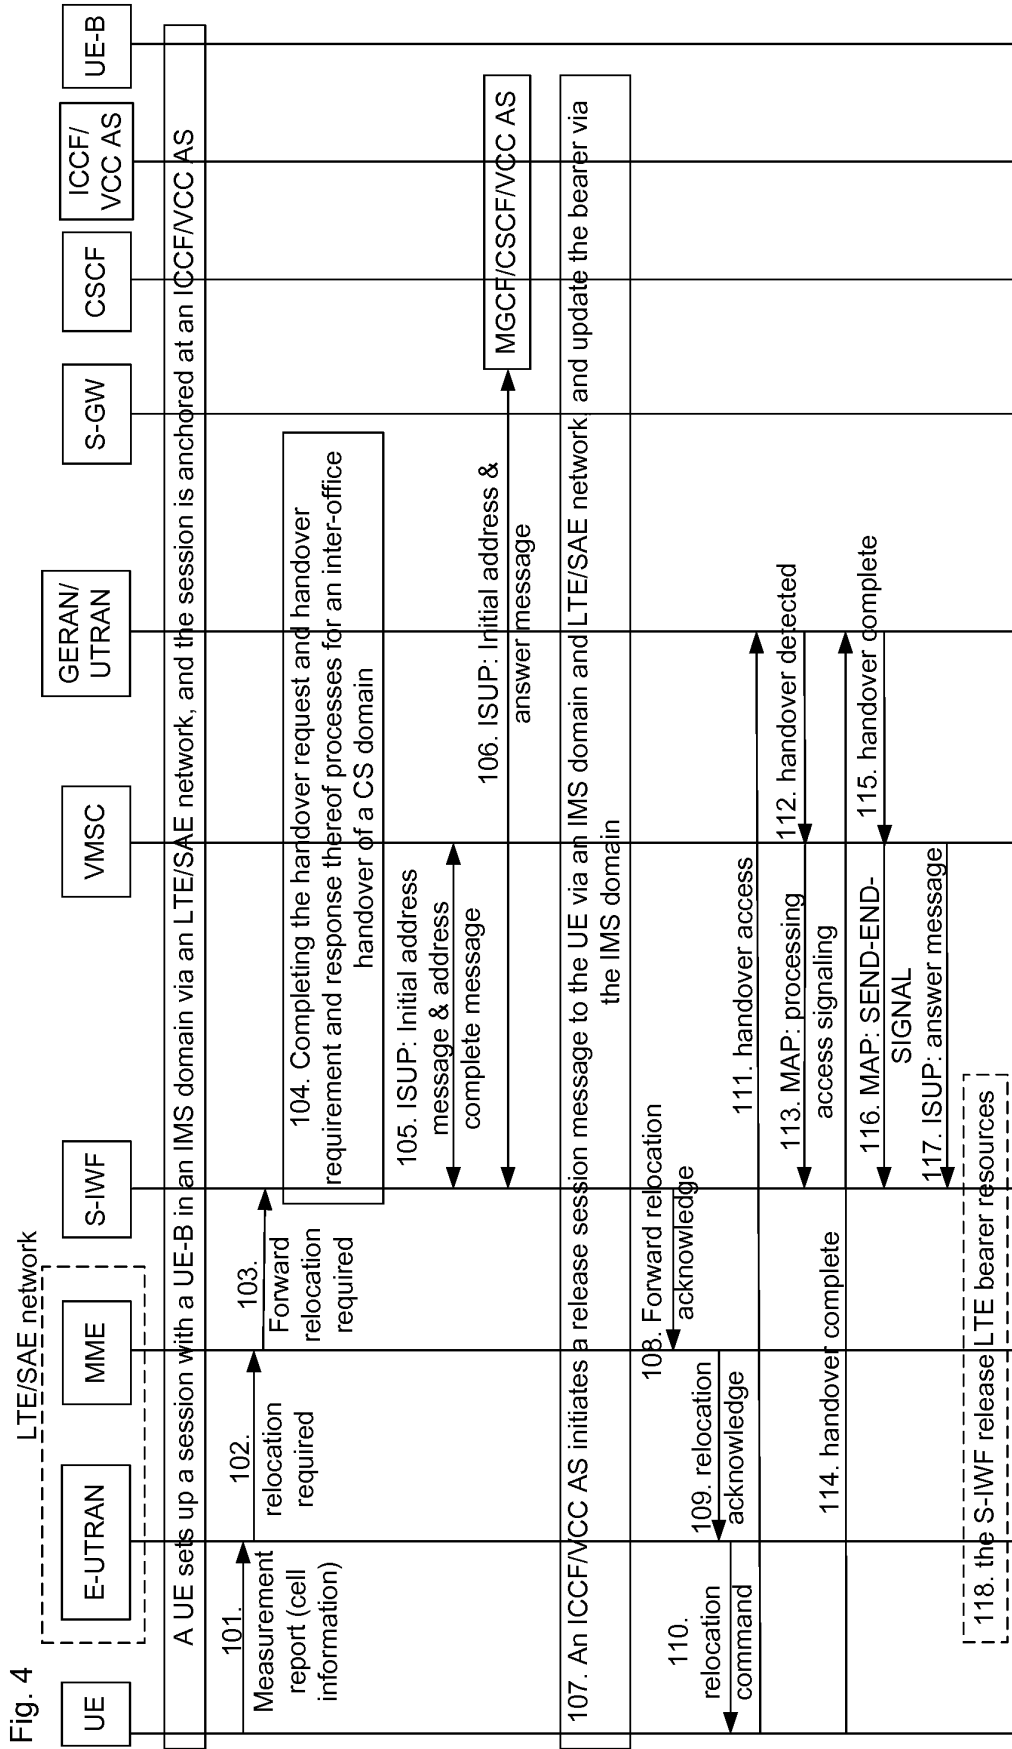 Fig. 4
LTE/SAE network
UE
E-UTRAN
MME
S-IWF
VMSC
GERAN/
UTRAN
S-GW
CSCF
ICCF/
VCC AS
UE-B
A UE sets up a session with a UE-B in an IMS domain via an LTE/SAE network, and the session is anchored at an ICCF/VCC AS
101.
Measurement
report (cell
information)
102.
relocation
required
103.
Forward
relocation
required
104. Completing the handover request and handover
requirement and response thereof processes for an inter-office
handover of a CS domain
105. ISUP: Initial address
message & address
complete message
106. ISUP: Initial address &
answer message
MGCF/CSCF/VCC AS
107. An ICCF/VCC AS initiates a release session message to the UE via an IMS domain and LTE/SAE network, and update the bearer via
the IMS domain
108. Forward relocation
acknowledge
109. relocation
acknowledge
110.
relocation
command
111. handover access
112. handover detected
113. MAP: processing
access signaling
114. handover complete
115. handover complete
116. MAP: SEND-END-
SIGNAL
117. ISUP: answer message
118. the S-IWF release LTE bearer resources